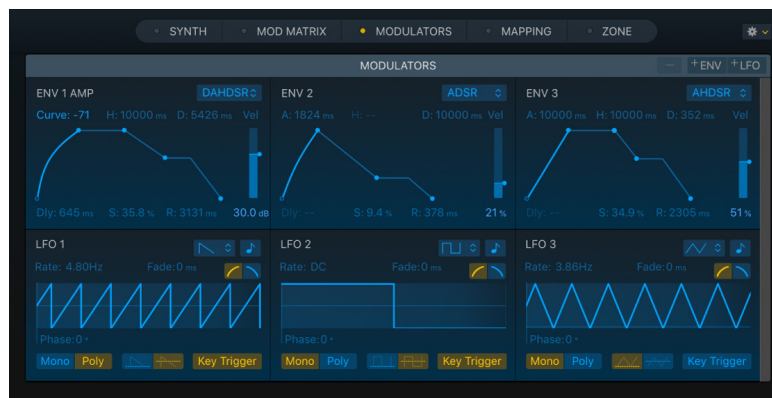 SYNTH MOD MATRIX MODULATORS MAPPING ZONE
MODULATORS
+ENV +LFO
ENV 1 AMP DAHDSR
Curve: -71 H: 10000 ms D: 5426 ms Vel
Dly: 645 ms S: 35.8 % R: 3131 ms 30.0 dB
ENV 2 ADSR
A: 1824 ms H: -- D: 10000 ms Vel
Dly: -- S: 9.4 % R: 378 ms 21 %
ENV 3 AHDSR
A: 10000 ms H: 10000 ms D: 352 ms Vel
Dly: -- S: 34.9 % R: 2305 ms 51 %
LFO 1
Rate: 4.80Hz Fade: 0 ms
Phase: 0 °
Mono Poly Key Trigger
LFO 2
Rate: DC Fade: 0 ms
Phase: 0 °
Mono Poly Key Trigger
LFO 3
Rate: 3.86Hz Fade: 0 ms
Phase: 0 °
Mono Poly Key Trigger